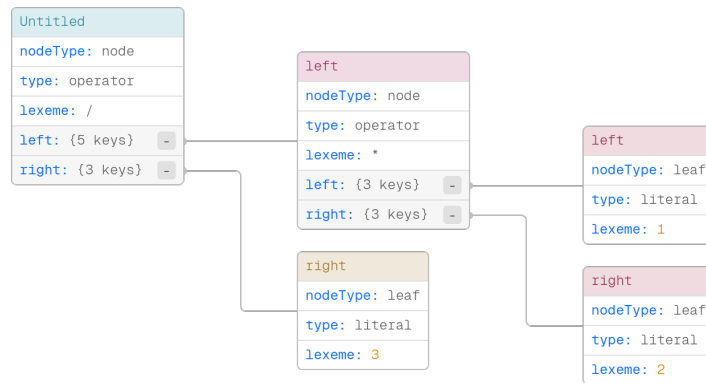 Untitled
nodeType: node
type: operator
lexeme: /
left: {5 keys} -
right: {3 keys} -
left
nodeType: node
type: operator
lexeme: *
left: {3 keys} -
right: {3 keys} -
right
nodeType: leaf
type: literal
lexeme: 3
left
nodeType: leaf
type: literal
lexeme: 1
right
nodeType: leaf
type: literal
lexeme: 2